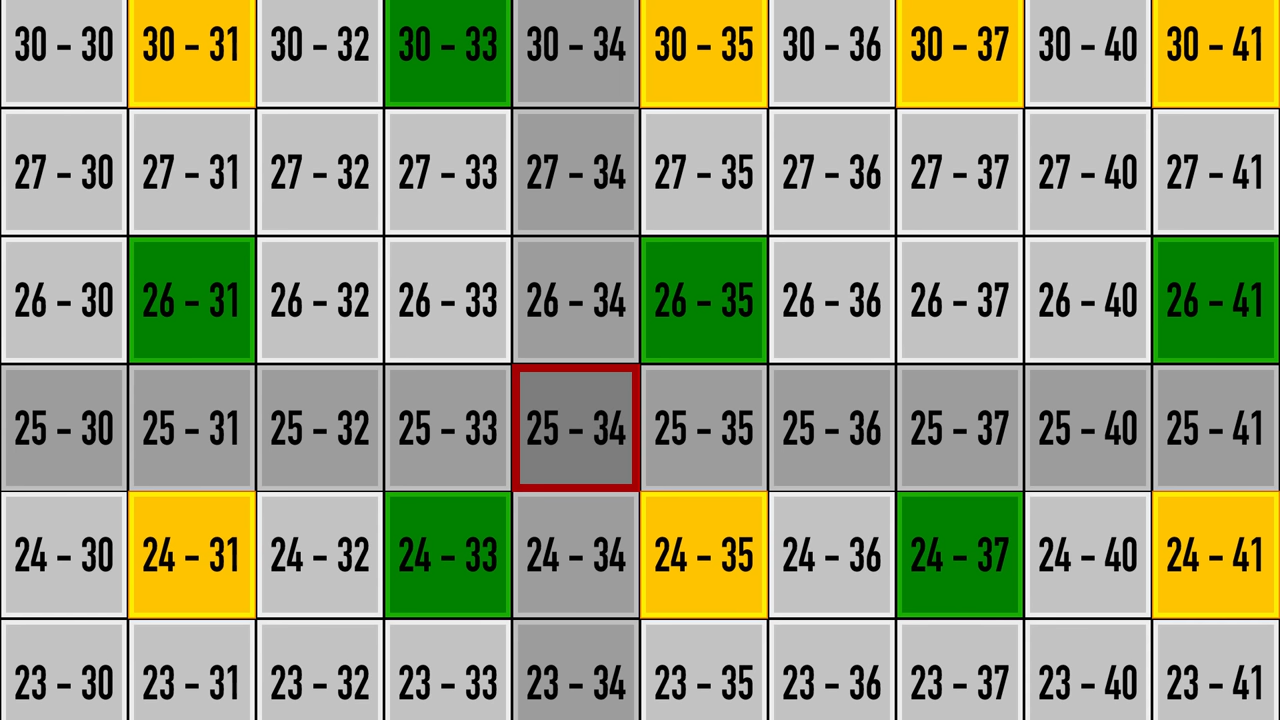 30 - 30 30 - 31 30 - 32 30 - 33 30 - 34 30 - 35 30 - 36 30 - 37 30 - 40 30 - 41
27 - 30 27 - 31 27 - 32 27 - 33 27 - 34 27 - 35 27 - 36 27 - 37 27 - 40 27 - 41
26 - 30 26 - 31 26 - 32 26 - 33 26 - 34 26 - 35 26 - 36 26 - 37 26 - 40 26 - 41
25 - 30 25 - 31 25 - 32 25 - 33 25 - 34 25 - 35 25 - 36 25 - 37 25 - 40 25 - 41
24 - 30 24 - 31 24 - 32 24 - 33 24 - 34 24 - 35 24 - 36 24 - 37 24 - 40 24 - 41
23 - 30 23 - 31 23 - 32 23 - 33 23 - 34 23 - 35 23 - 36 23 - 37 23 - 40 23 - 41